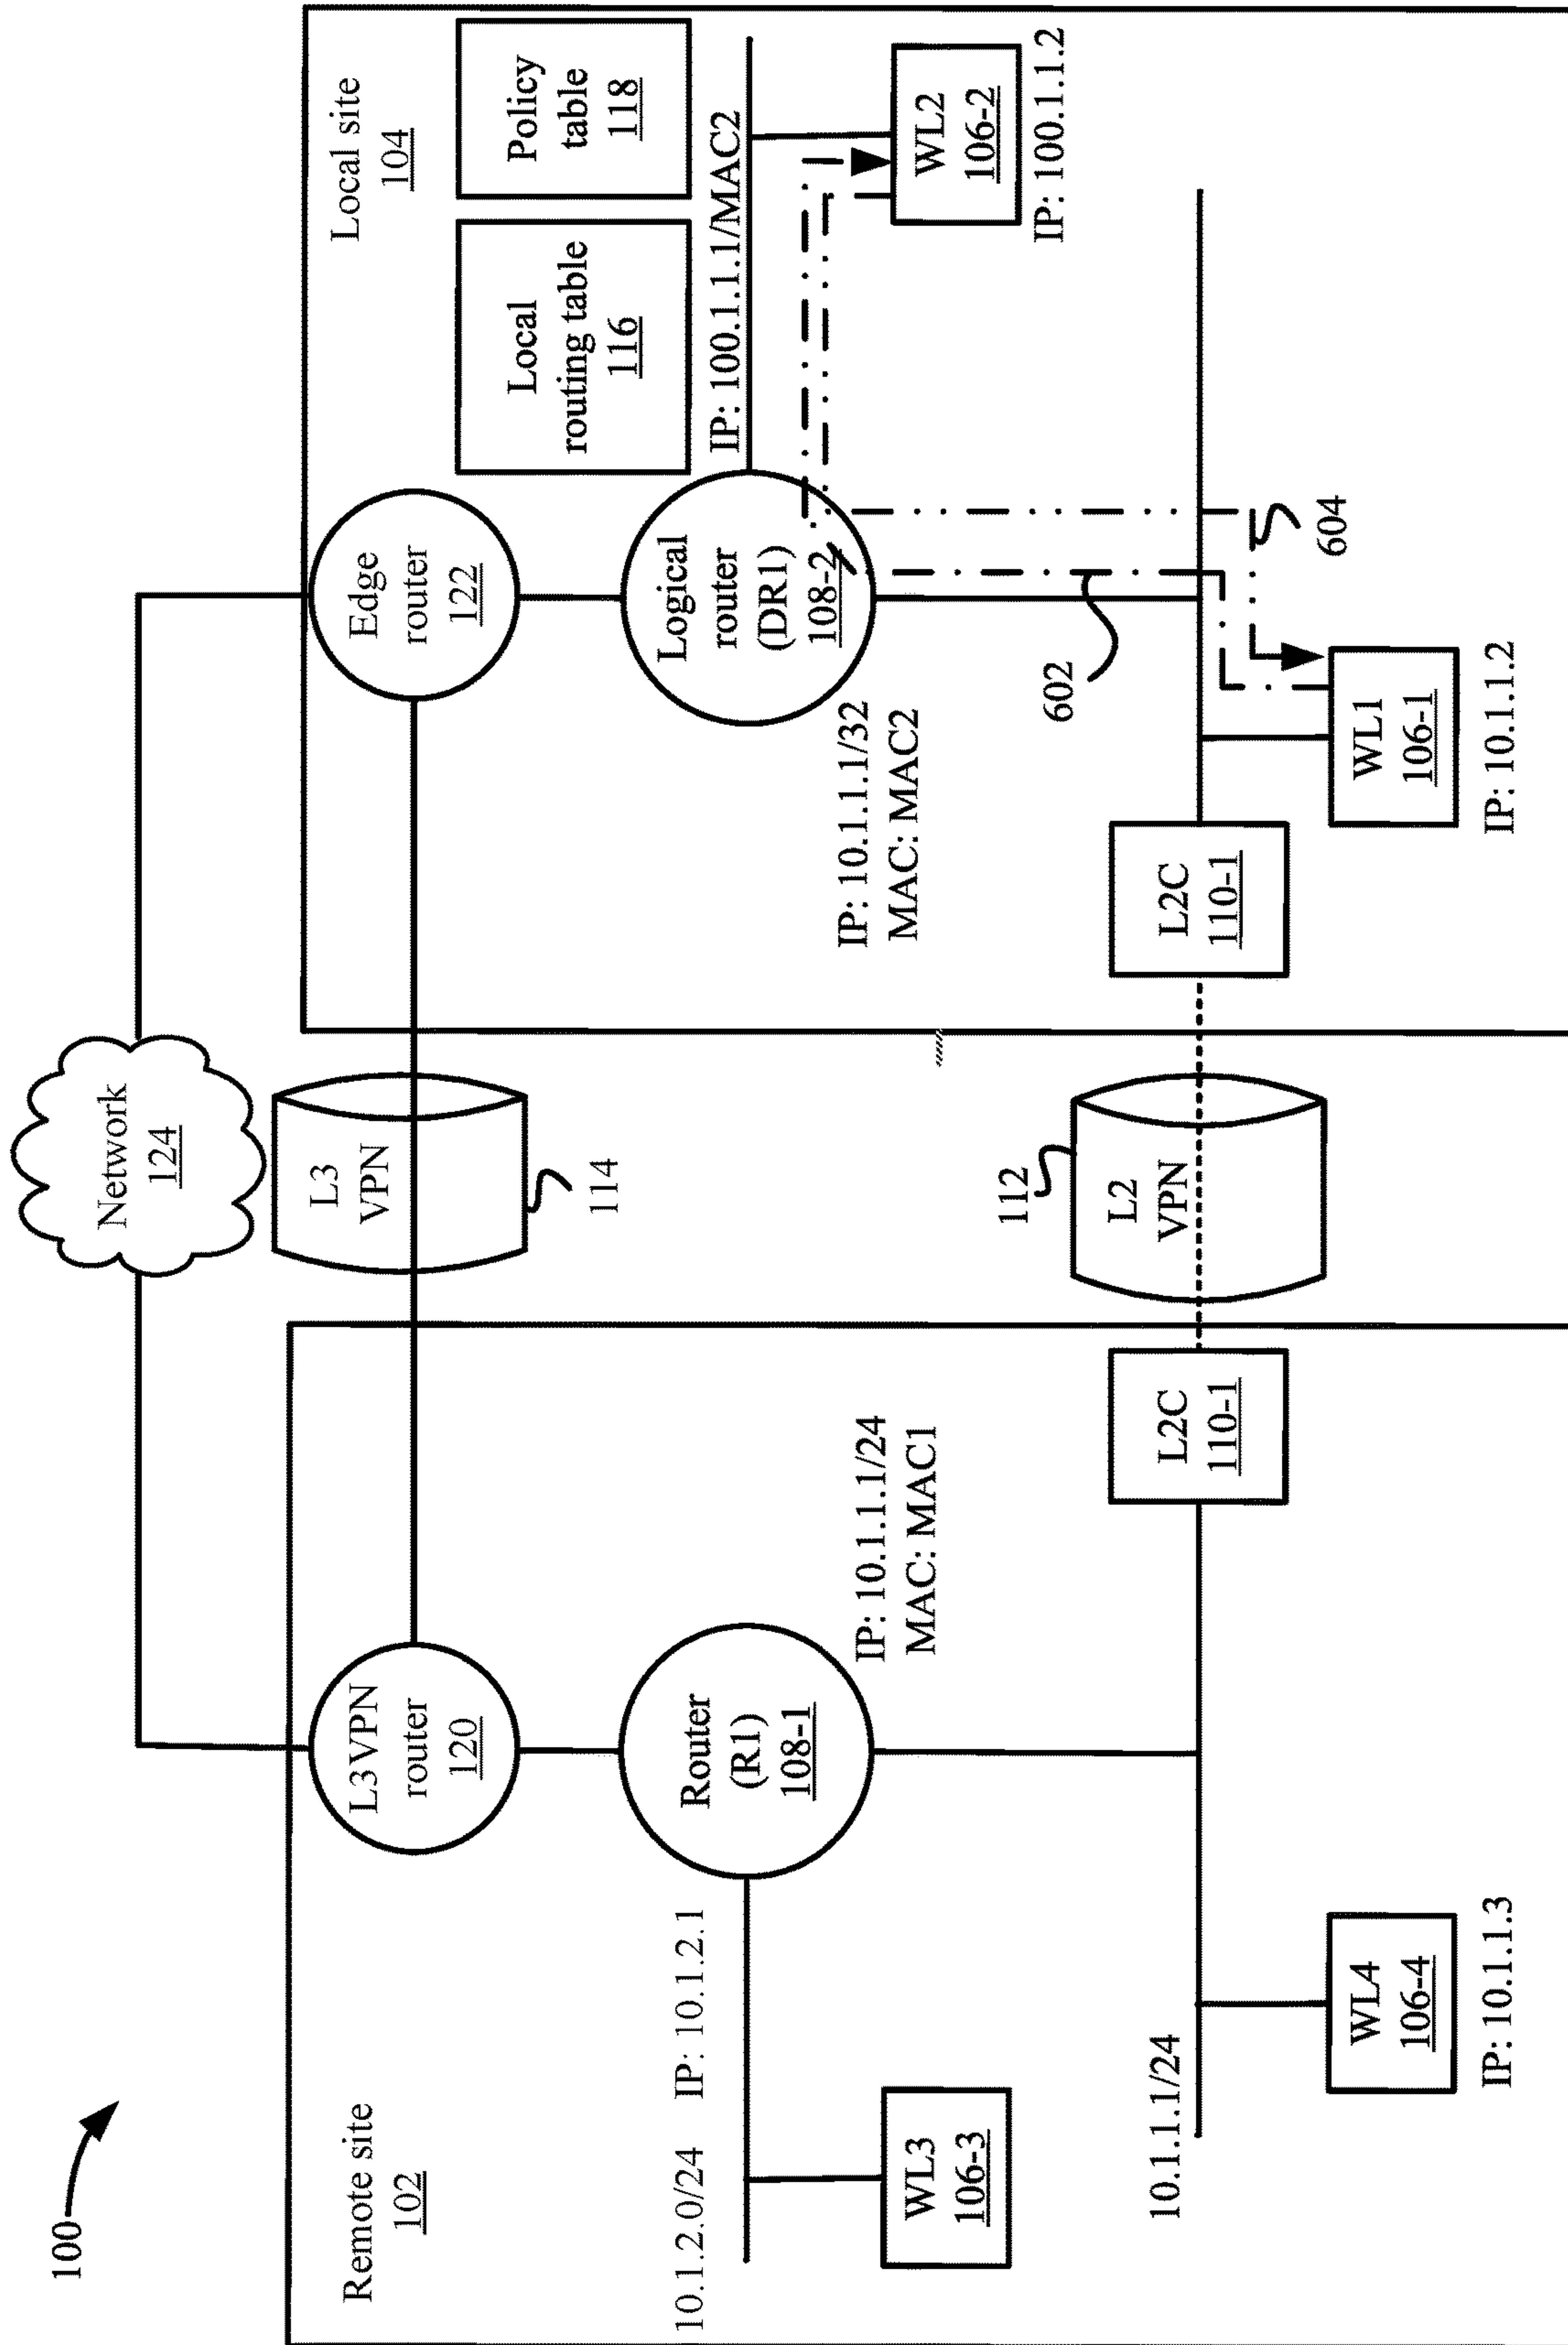 100
Network
124
Remote site
102
L3VPN
router
120
L3
VPN
114
Edge
router
122
Local site
104
Local
routing table
116
Policy
table
118
10.1.2.0/24
IP: 10.1.2.1
Router
(R1)
108-1
IP: 10.1.1.1/24
MAC: MAC1
WL3
106-3
Logical
router
(DR1)
108-2
IP: 100.1.1.1/MAC2
IP: 10.1.1.1/32
MAC: MAC2
WL2
106-2
IP: 100.1.1.2
602
604
10.1.1.1/24
WL4
106-4
IP: 10.1.1.3
L2C
110-1
112
L2
VPN
L2C
110-1
WL1
106-1
IP: 10.1.1.2